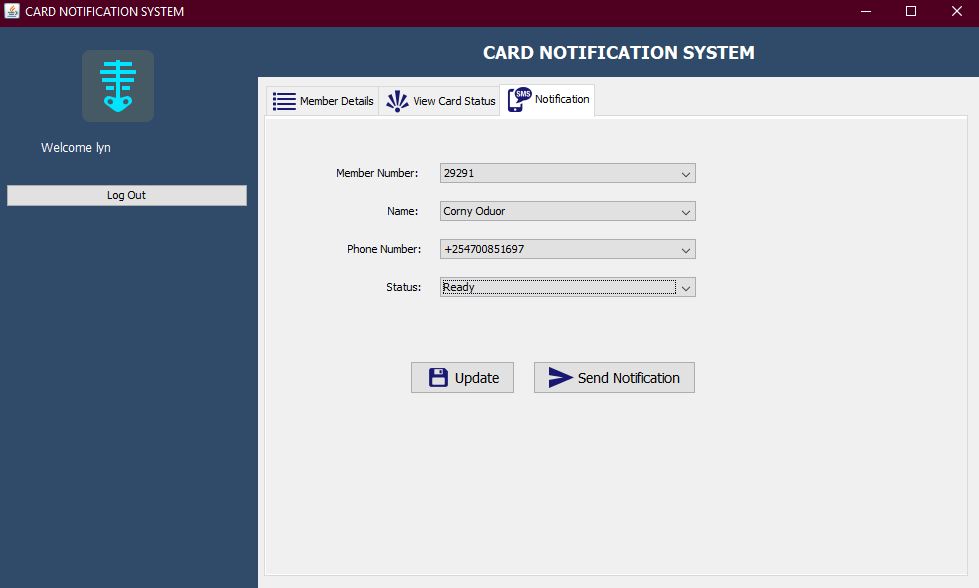 CARD NOTIFICATION SYSTEM
CARD NOTIFICATION SYSTEM
Welcome lyn
Log Out
Member Details View Card Status SMS Notification
Member Number: 29291
Name: Corny Oduor
Phone Number: +254700851697
Status: Ready
Update Send Notification